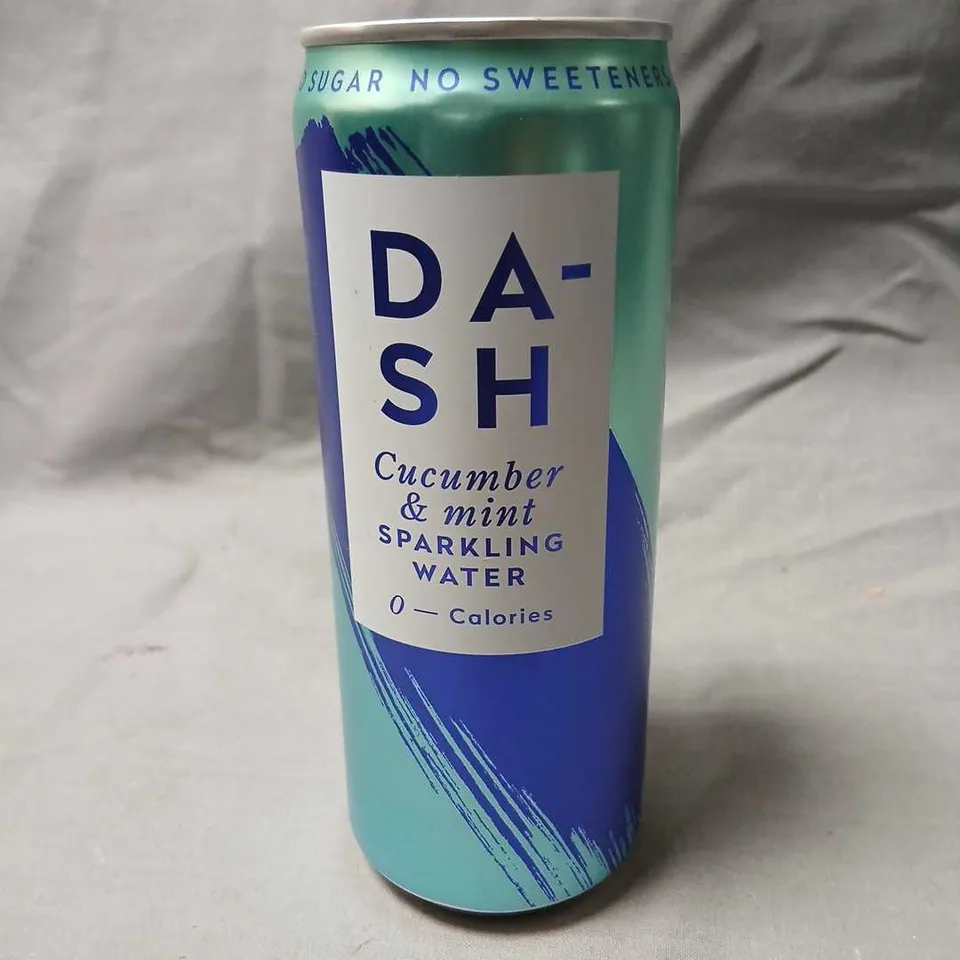 SUGAR NO SWEETENERS
DA-
SH
Cucumber
& mint
SPARKLING
WATER
0 — Calories